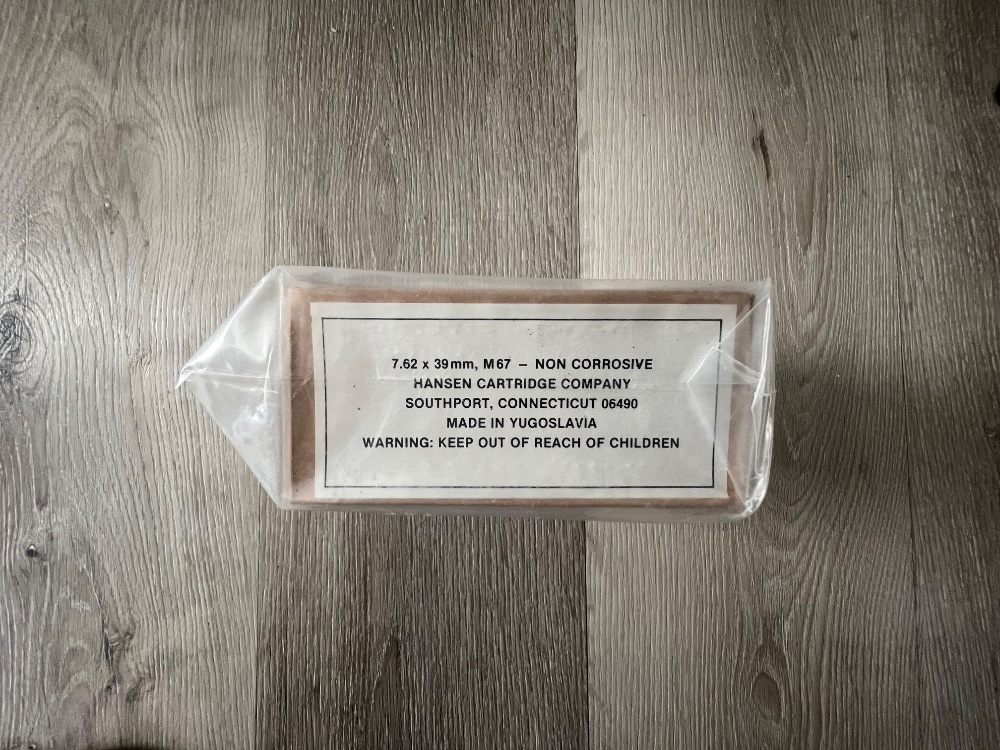 7.62 x 39mm, M67 – NON CORROSIVE
HANSEN CARTRIDGE COMPANY
SOUTHPORT, CONNECTICUT 06490
MADE IN YUGOSLAVIA
WARNING: KEEP OUT OF REACH OF CHILDREN